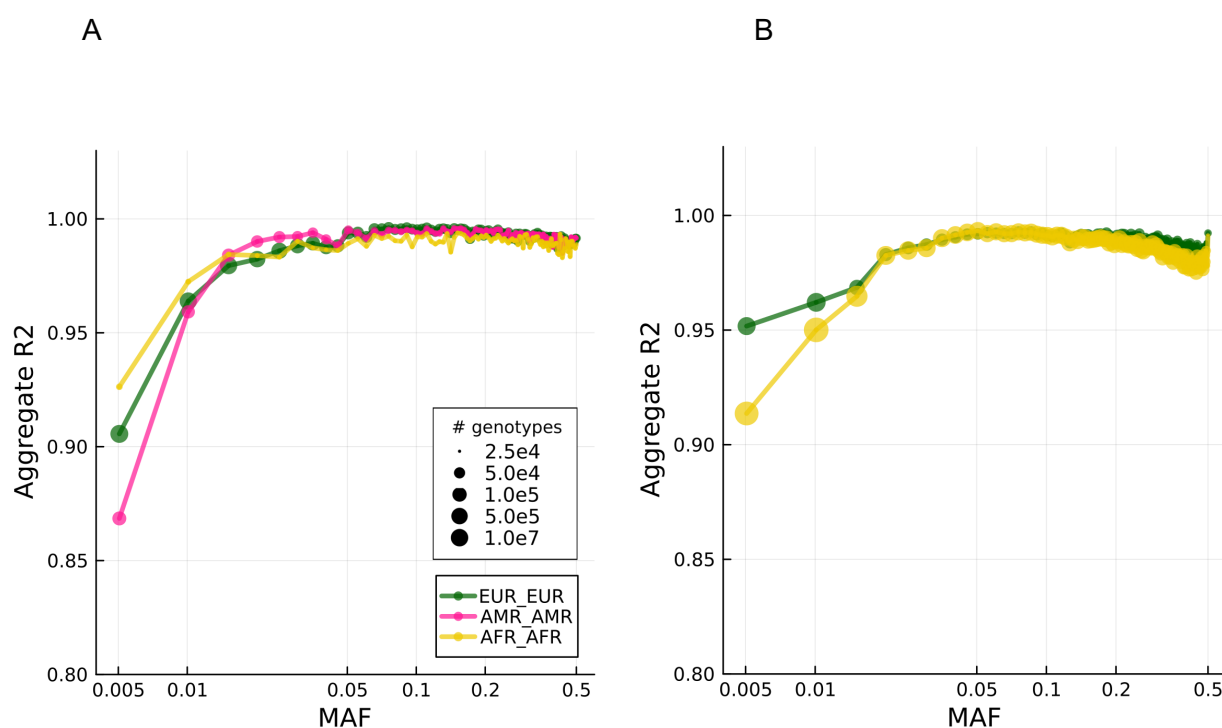 A
B
Aggregate R2
1.00
0.95
0.90
0.85
0.80
# genotypes
2.5e4
5.0e4
1.0e5
5.0e5
1.0e7
EUR_EUR
AMR_AMR
AFR_AFR
0.005 0.01 0.05 0.1 0.2 0.5
MAF
Aggregate R2
1.00
0.95
0.90
0.85
0.80
0.005 0.01 0.05 0.1 0.2 0.5
MAF